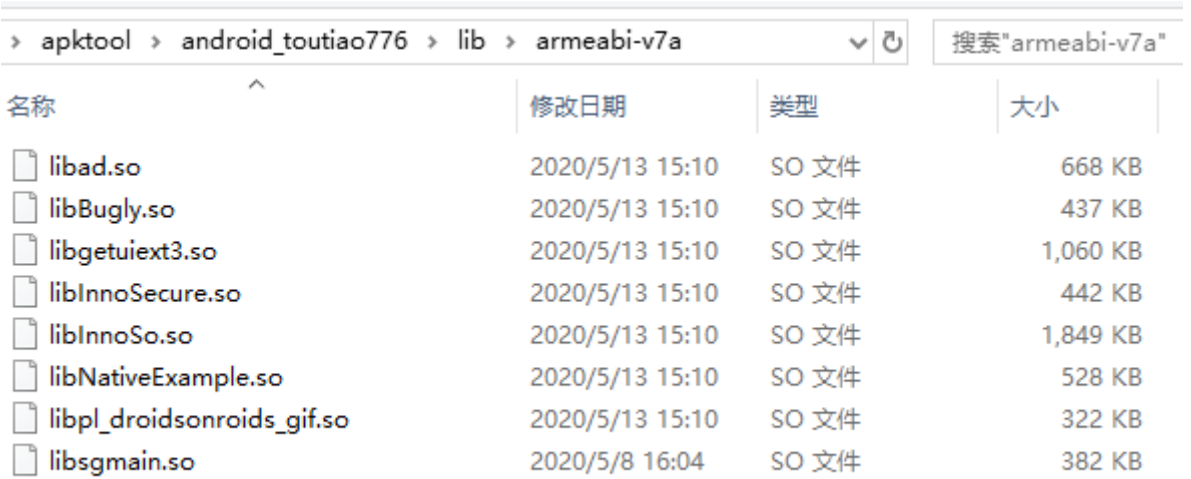 › apktool › android_toutiao776 › lib › armeabi-v7a 搜索"armeabi-v7a"
名称 修改日期 类型 大小
libad.so 2020/5/13 15:10 SO 文件 668 KB
libBugly.so 2020/5/13 15:10 SO 文件 437 KB
libgetuiext3.so 2020/5/13 15:10 SO 文件 1,060 KB
libInnoSecure.so 2020/5/13 15:10 SO 文件 442 KB
libInnoSo.so 2020/5/13 15:10 SO 文件 1,849 KB
libNativeExample.so 2020/5/13 15:10 SO 文件 528 KB
libpl_droidsonroids_gif.so 2020/5/13 15:10 SO 文件 322 KB
libsgmain.so 2020/5/8 16:04 SO 文件 382 KB